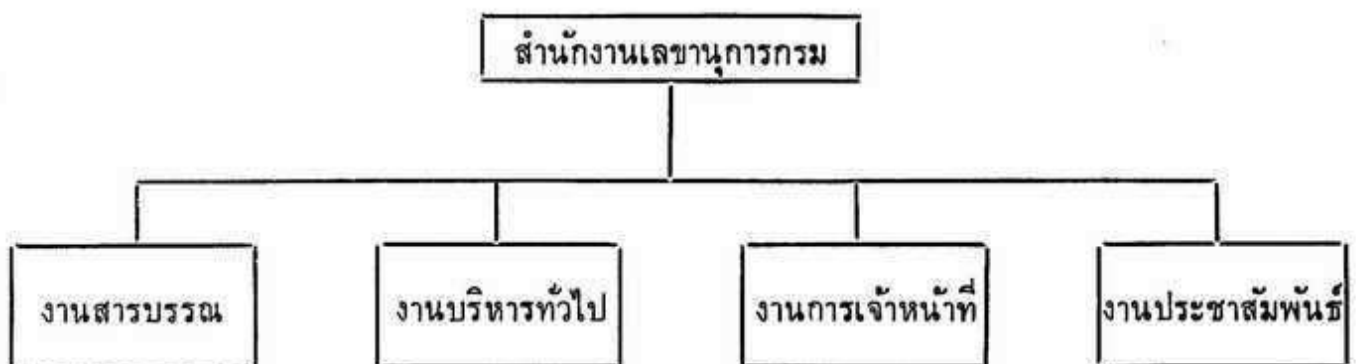 สำนักงานเลขานุการกรม
งานสารบรรณ
งานบริหารทั่วไป
งานการเจ้าหน้าที่
งานประชาสัมพันธ์